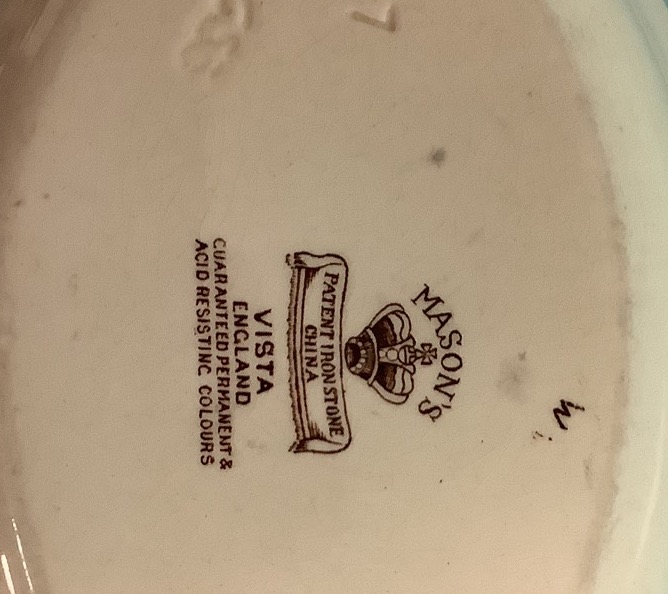 MASON'S
PATENT IRONSTONE
CHINA
VISTA
ENGLAND
GUARANTEED PERMANENT &
ACID RESISTING COLOURS